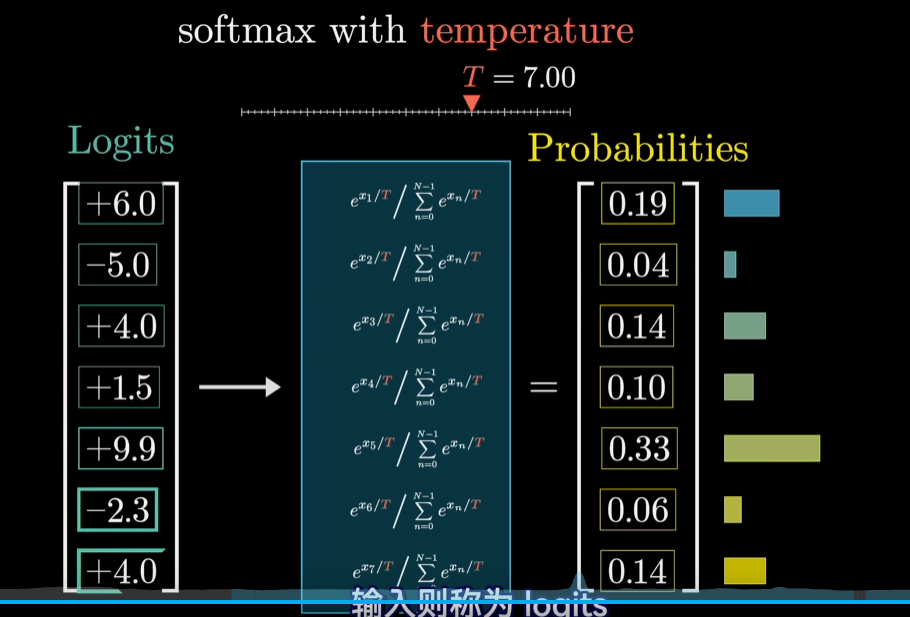 softmax with temperature
T = 7.00
Logits
Probabilities
+6.0
e^{x_1/T} / \sum_{n=0}^{N-1} e^{x_n/T}
0.19
−5.0
e^{x_2/T} / \sum_{n=0}^{N-1} e^{x_n/T}
0.04
+4.0
e^{x_3/T} / \sum_{n=0}^{N-1} e^{x_n/T}
0.14
+1.5
e^{x_4/T} / \sum_{n=0}^{N-1} e^{x_n/T}
=
0.10
+9.9
e^{x_5/T} / \sum_{n=0}^{N-1} e^{x_n/T}
0.33
−2.3
e^{x_6/T} / \sum_{n=0}^{N-1} e^{x_n/T}
0.06
+4.0
e^{x_7/T} / \sum_{n=0}^{N-1} e^{x_n/T}
0.14
输入则称为 logits